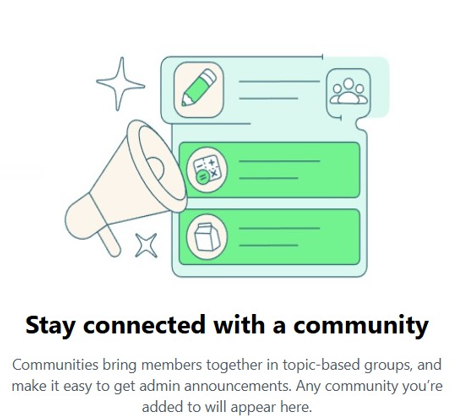 Stay connected with a community
Communities bring members together in topic-based groups, and
make it easy to get admin announcements. Any community you’re
added to will appear here.